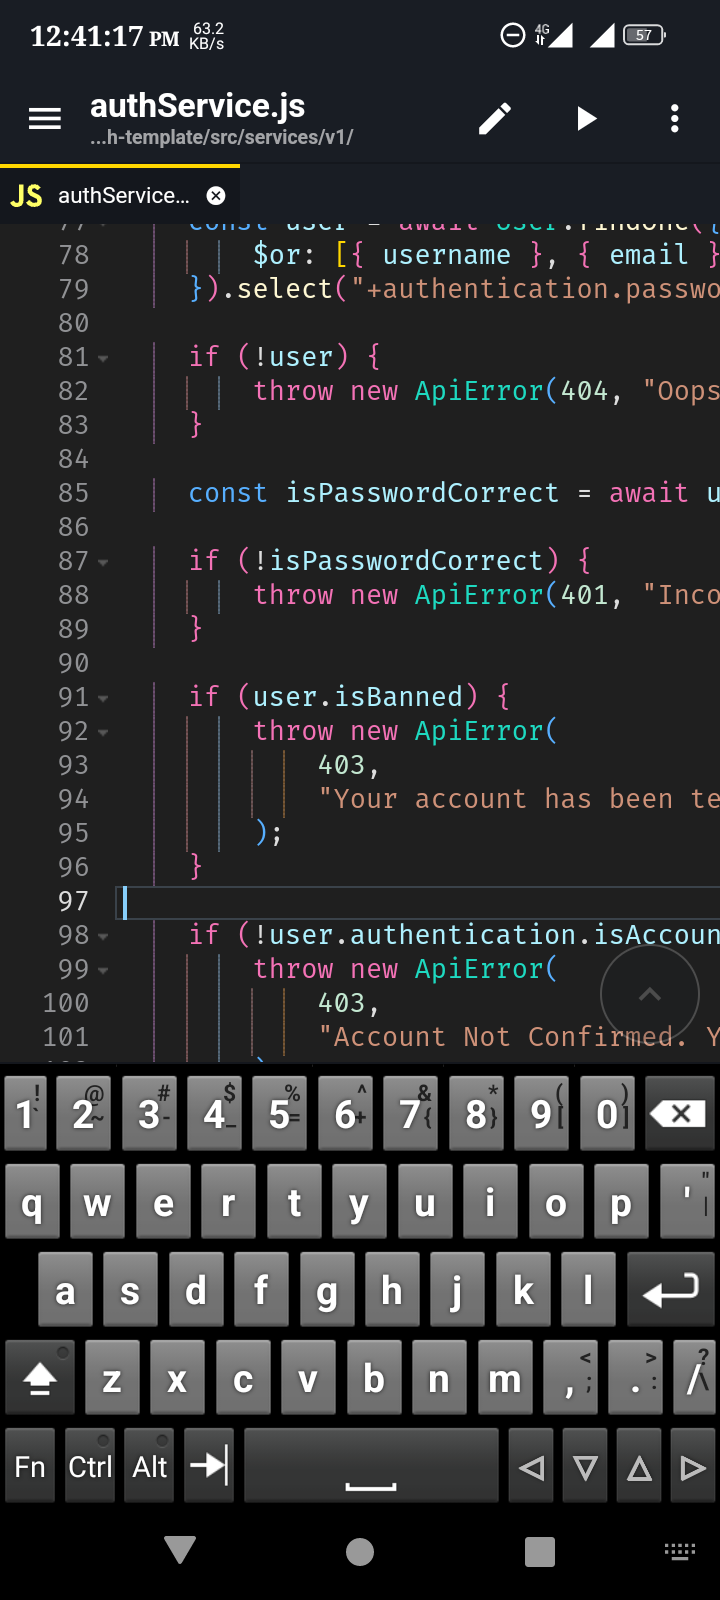 12:41:17 PM 63.2 KB/s 4G 57
authService.js
...h-template/src/services/v1/
JS authService...
77 const user = await User.findOne({
78 $or: [{ username }, { email }
79 }).select("+authentication.passwo
80
81 if (!user) {
82 throw new ApiError(404, "Oops
83 }
84
85 const isPasswordCorrect = await u
86
87 if (!isPasswordCorrect) {
88 throw new ApiError(401, "Inco
89 }
90
91 if (user.isBanned) {
92 throw new ApiError(
93 403,
94 "Your account has been te
95 );
96 }
97
98 if (!user.authentication.isAccoun
99 throw new ApiError(
100 403,
101 "Account Not Confirmed. Y
1 ! ` 2 @ ~ 3 # - 4 $ _ 5 % = 6 ^ + 7 & { 8 * } 9 ( [ 0 ) ]
q w e r t y u i o p ' " |
a s d f g h j k l
z x c v b n m , < ; . > : / ? \
Fn Ctrl Alt